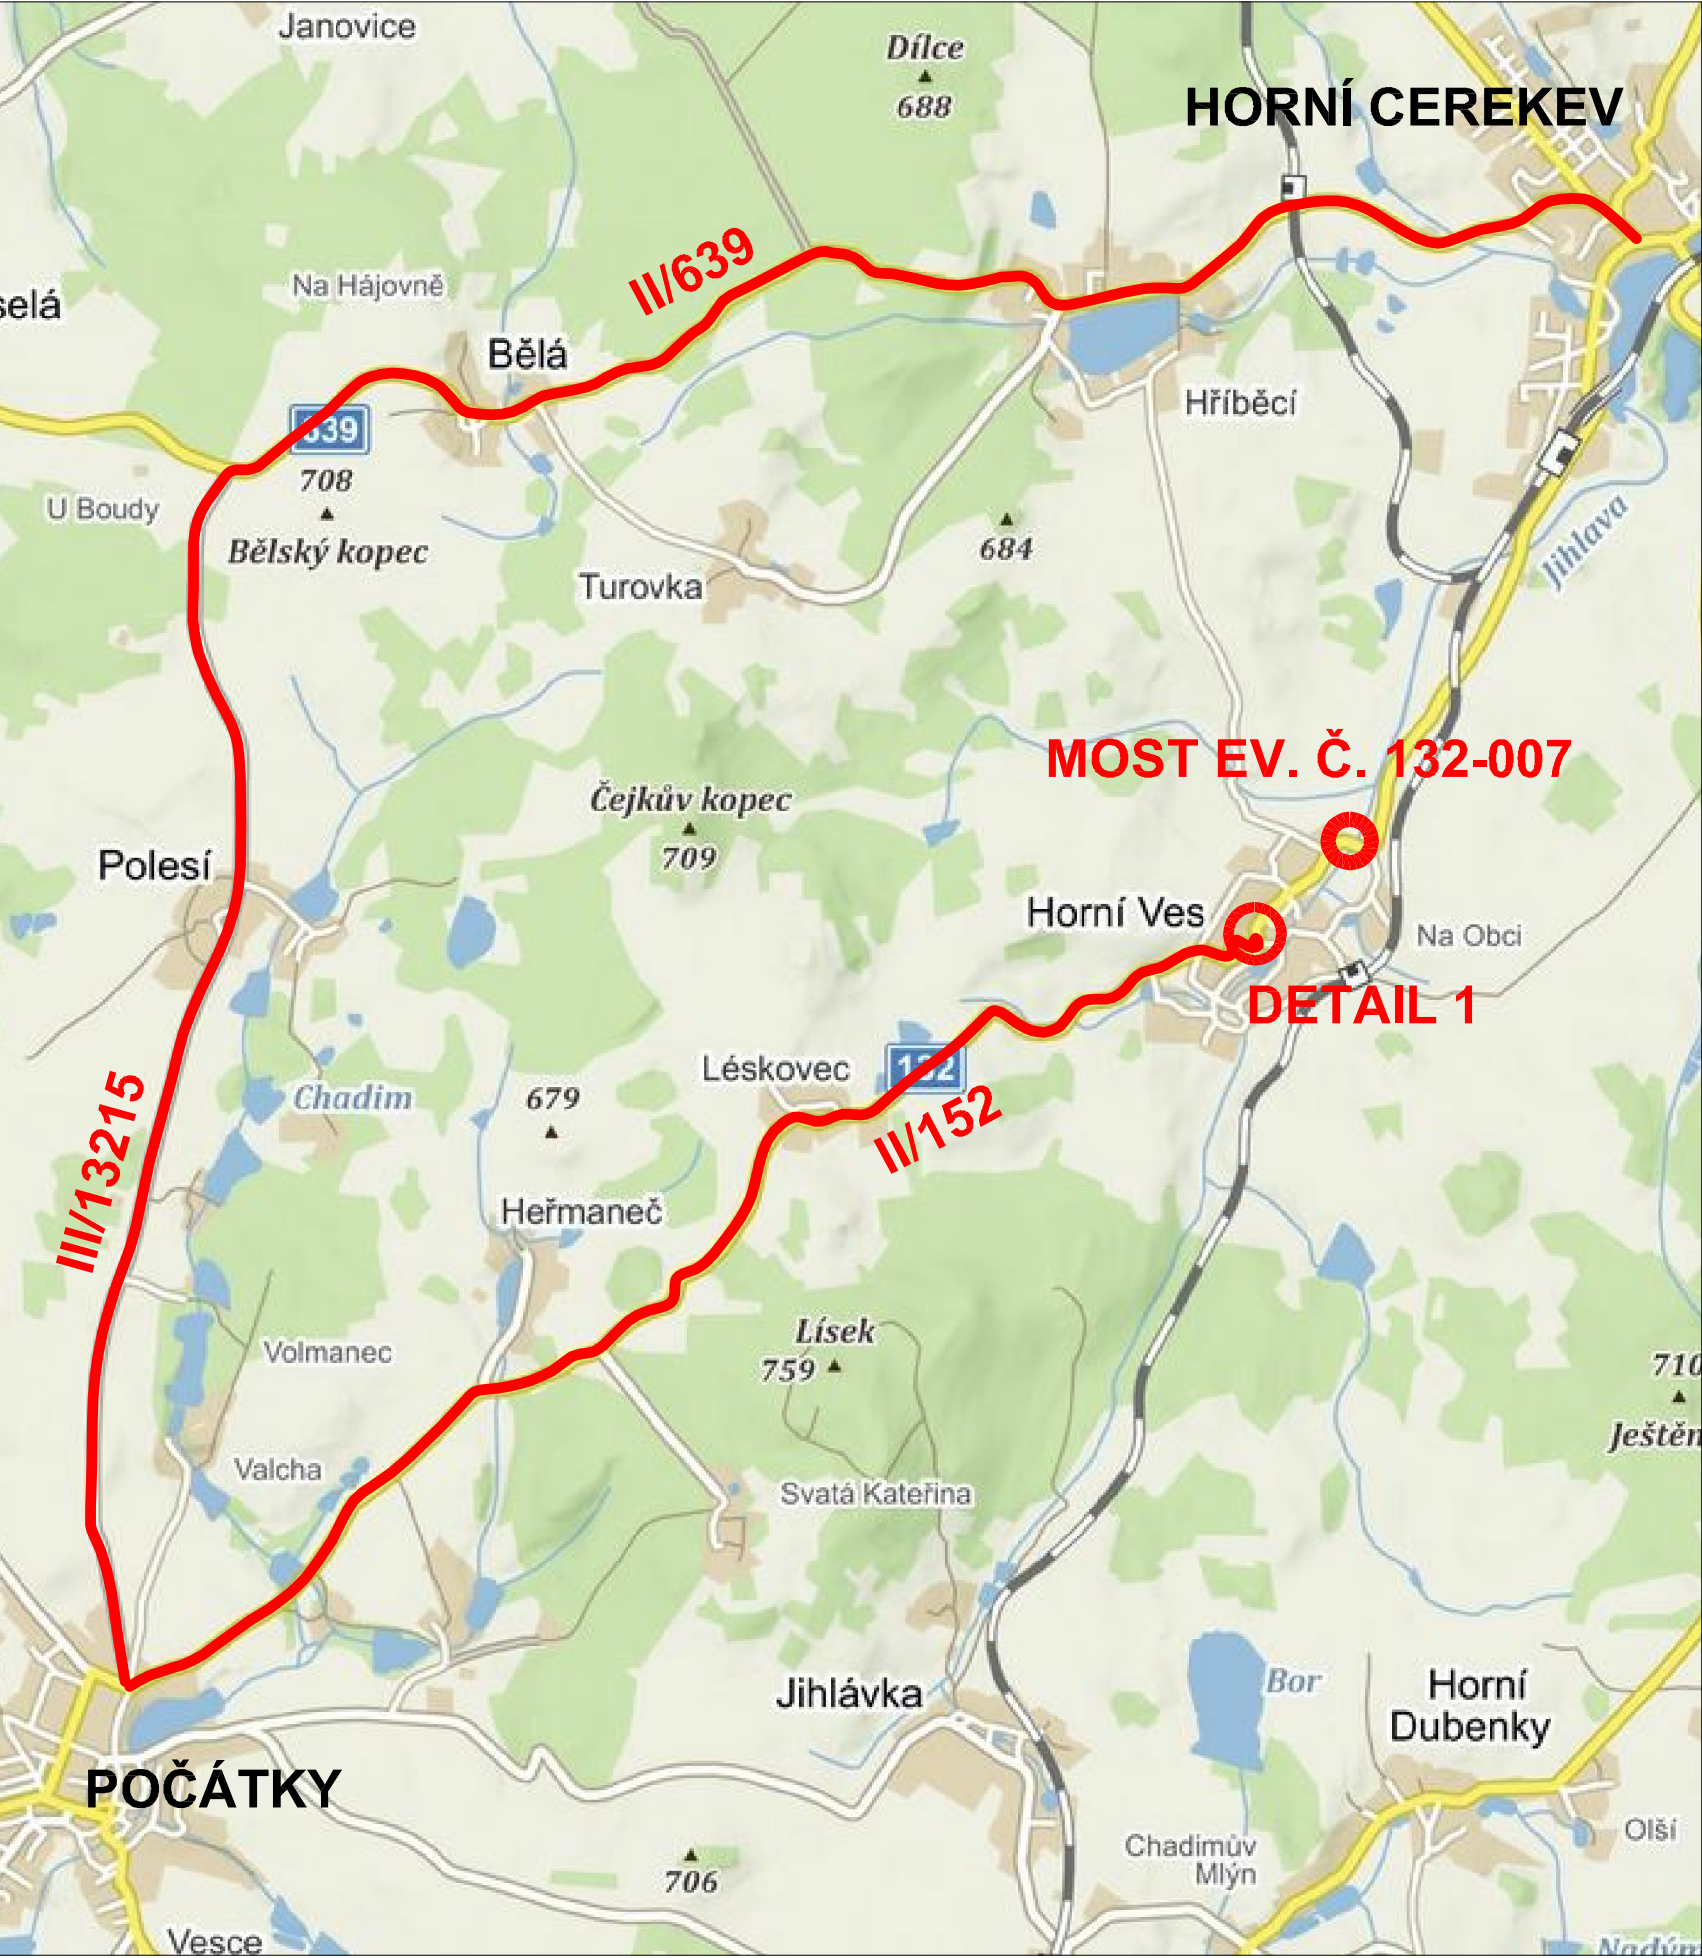 Janovice
Dílce
688
HORNÍ CEREKEV
II/639
Na Hájovně
selá
Bělá
Hříběcí
639
708
U Boudy
Bělský kopec
684
Turovka
Jihlava
MOST EV. Č. 132-007
Čejkův kopec
709
Polesí
Horní Ves
Na Obci
DETAIL 1
Léskovec
132
II/152
Chadim
679
III/13215
Heřmaneč
Lísek
759
Volmanec
710
Ještěn
Valcha
Svatá Kateřina
Jihlávka
Bor
Horní
Dubenky
POČÁTKY
Olší
Chadimův
Mlýn
706
Vesce